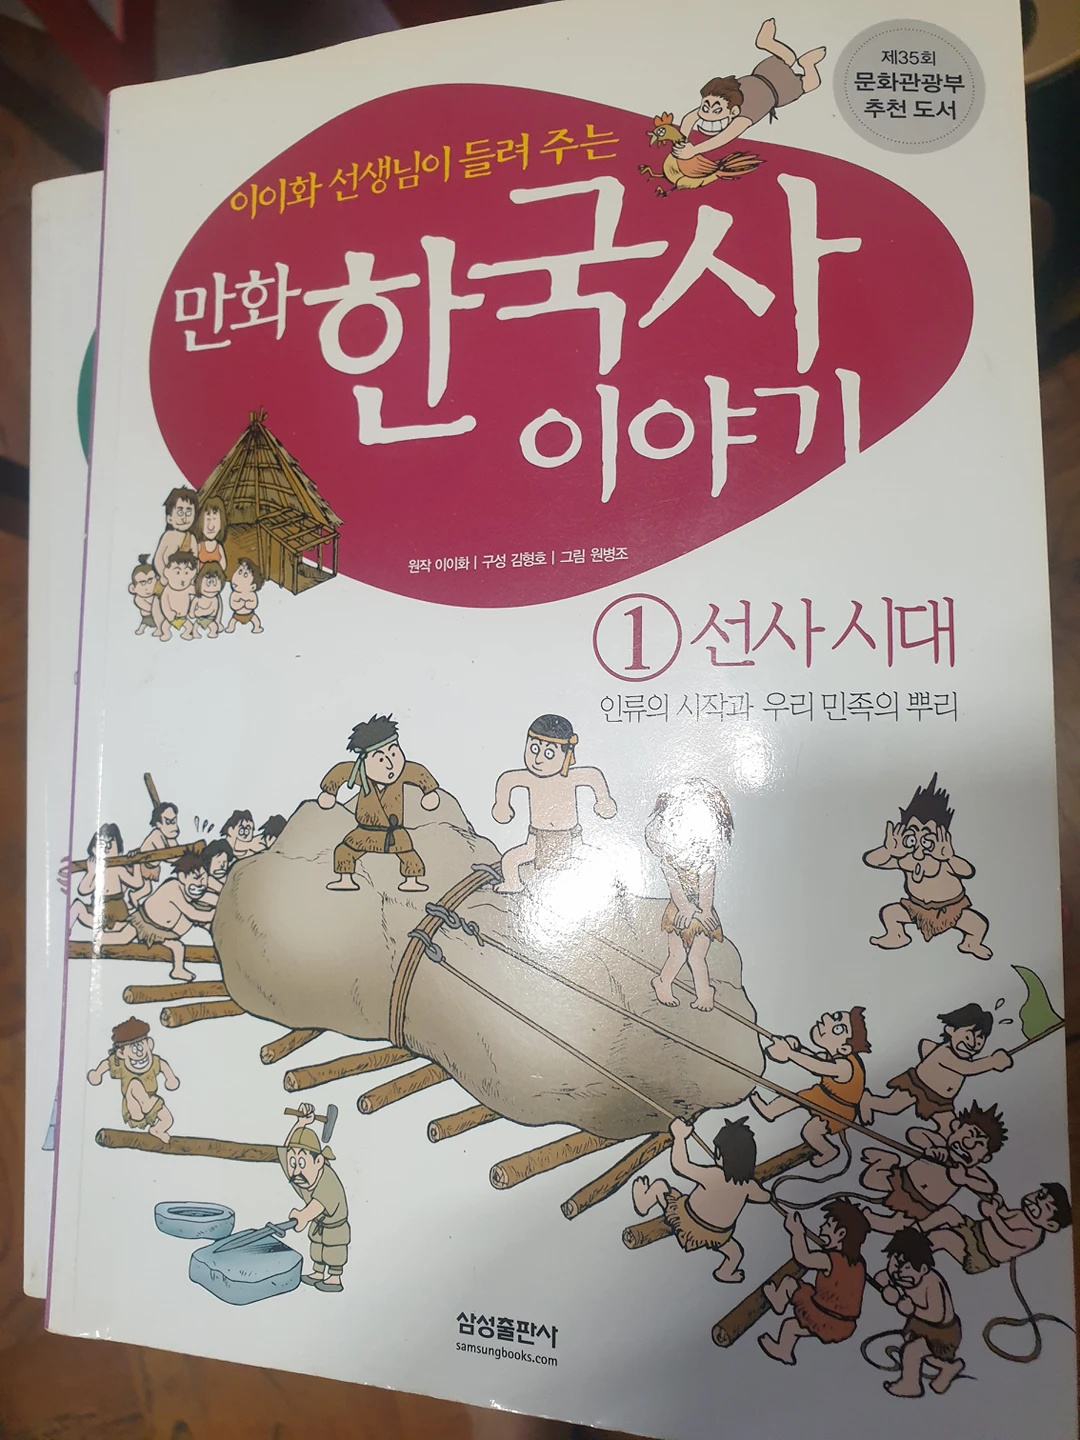 제35회
문화관광부
추천 도서
이이화 선생님이 들려 주는
만화 한국사
이야기
원작 이이화 | 구성 김형호 | 그림 원병조
① 선사 시대
인류의 시작과 우리 민족의 뿌리
삼성출판사
samsungbooks.com